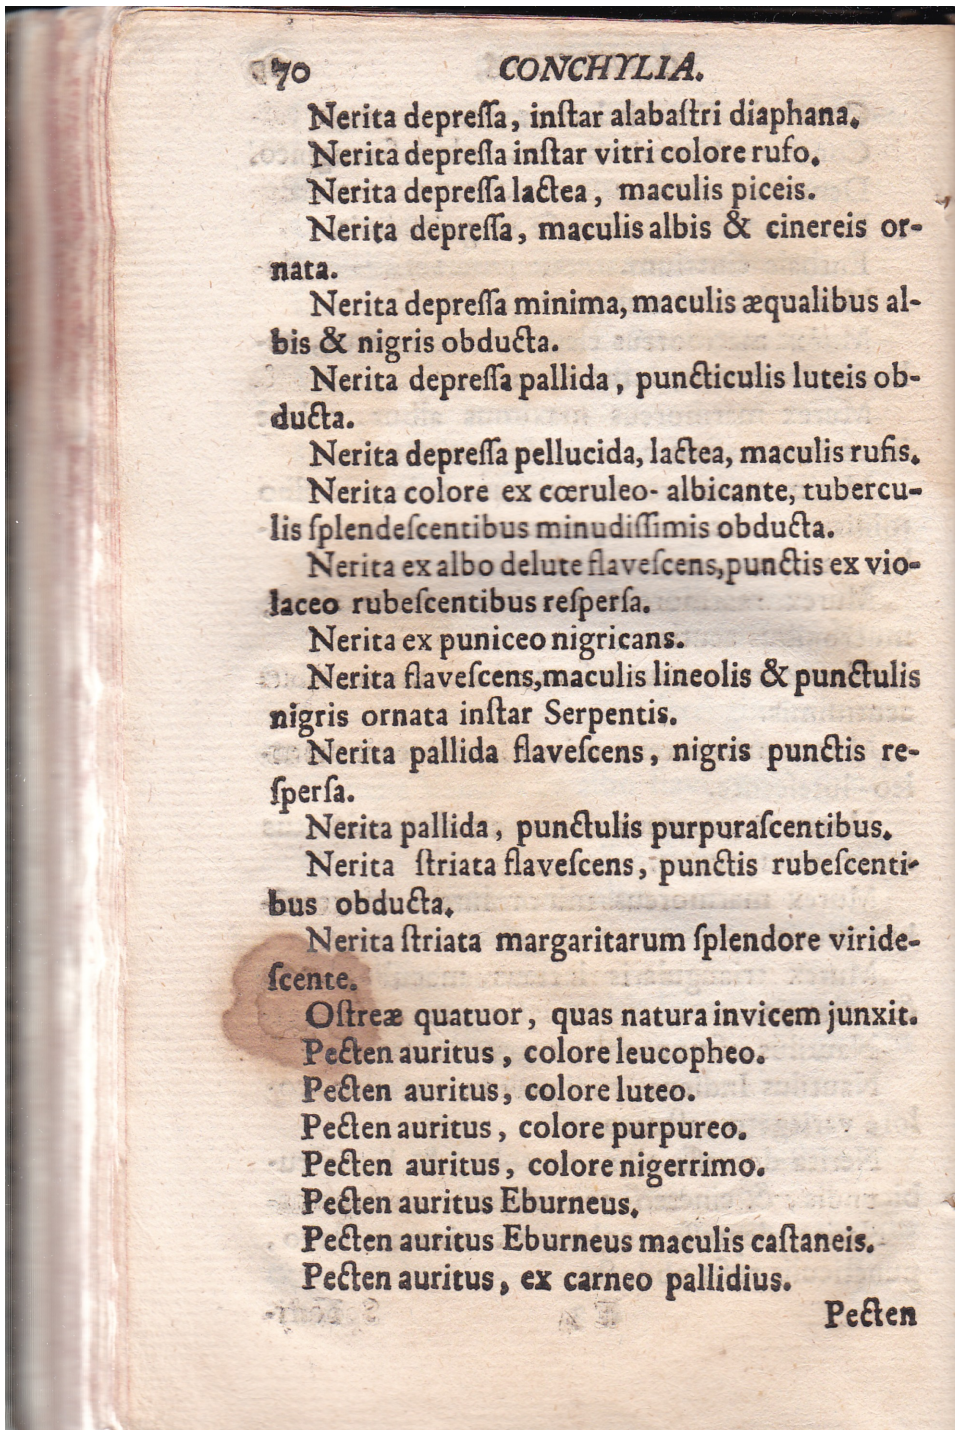 70 CONCHYLIA.
Nerita depreſſa, inſtar alabaſtri diaphana.
Nerita depreſſa inſtar vitri colore rufo.
Nerita depreſſa lactea, maculis piceis.
Nerita depreſſa, maculis albis & cinereis or-
nata.
Nerita depreſſa minima, maculis æqualibus al-
bis & nigris obducta.
Nerita depreſſa pallida, puncticulis luteis ob-
ducta.
Nerita depreſſa pellucida, lactea, maculis rufis.
Nerita colore ex cœruleo- albicante, tubercu-
lis ſplendeſcentibus minudiſſimis obducta.
Nerita ex albo delute flaveſcens, punctis ex vio-
laceo rubeſcentibus reſperſa.
Nerita ex puniceo nigricans.
Nerita flaveſcens, maculis lineolis & punctulis
nigris ornata inſtar Serpentis.
Nerita pallida flaveſcens, nigris punctis re-
ſperſa.
Nerita pallida, punctulis purpuraſcentibus.
Nerita ſtriata flaveſcens, punctis rubeſcenti-
bus obducta.
Nerita ſtriata margaritarum ſplendore viride-
ſcente.
Oſtreæ quatuor, quas natura invicem junxit.
Pecten auritus, colore leucopheo.
Pecten auritus, colore luteo.
Pecten auritus, colore purpureo.
Pecten auritus, colore nigerrimo.
Pecten auritus Eburneus.
Pecten auritus Eburneus maculis caſtaneis.
Pecten auritus, ex carneo pallidius.
Pecten